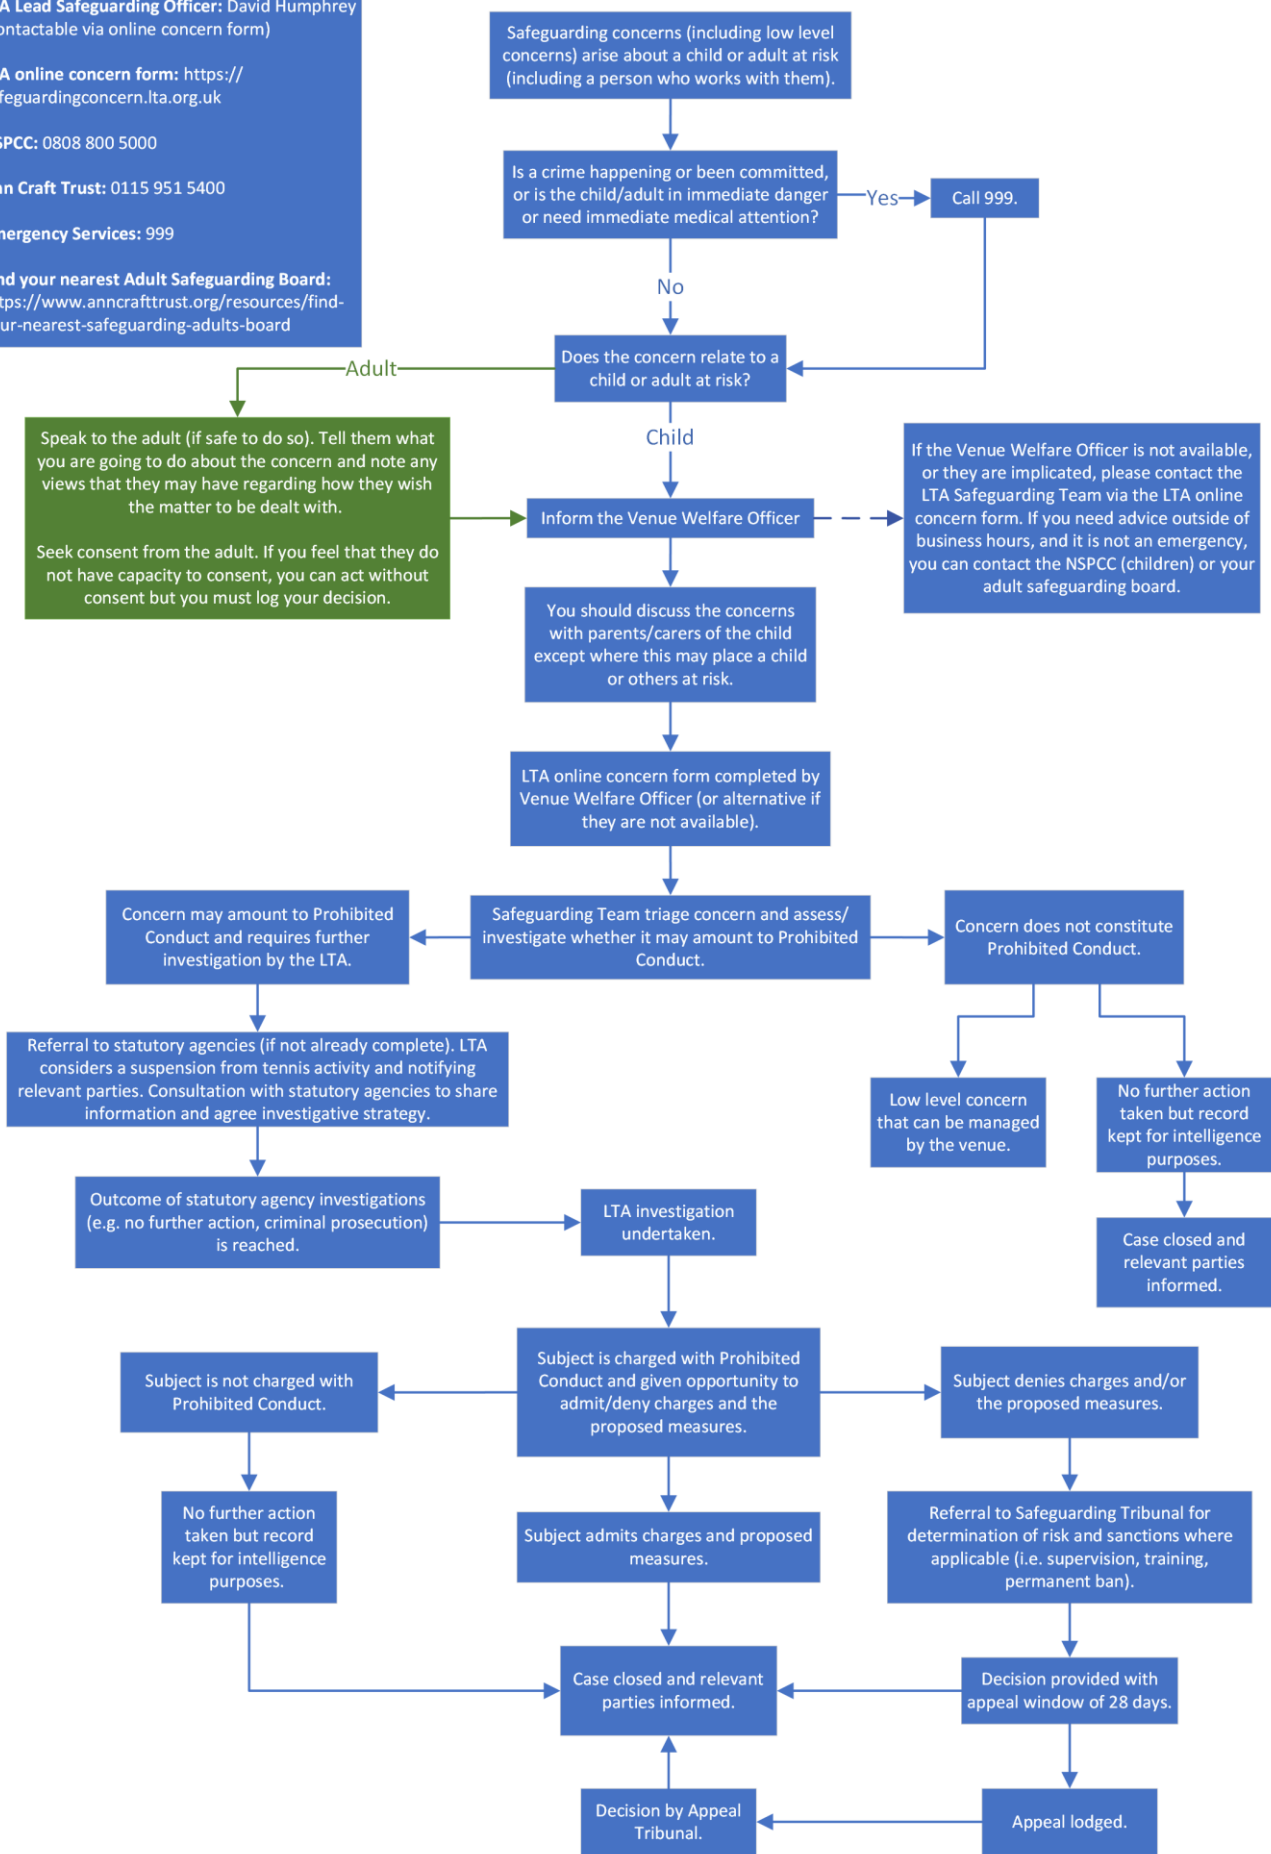 Lead Safeguarding Officer: David Humphrey
via online concern form)
online concern form: https://
0808 800 5000
Craft Trust: 0115 951 5400
Services: 999
your nearest Adult Safeguarding Board:
Safeguarding concerns (including low level
concerns) arise about a child or adult at risk
(including a person who works with them).
Is a crime happening or been committed,
or is the child/adult in immediate danger
or need immediate medical attention?
Yes
Call 999.
No
Does the concern relate to a
child or adult at risk?
Adult
Child
Speak to the adult (if safe to do so). Tell them what
you are going to do about the concern and note any
views that they may have regarding how they wish
the matter to be dealt with.
Seek consent from the adult. If you feel that they do
not have capacity to consent, you can act without
consent but you must log your decision.
Inform the Venue Welfare Officer
If the Venue Welfare Officer is not available,
or they are implicated, please contact the
LTA Safeguarding Team via the LTA online
concern form. If you need advice outside of
business hours, and it is not an emergency,
you can contact the NSPCC (children) or your
adult safeguarding board.
You should discuss the concerns
with parents/carers of the child
except where this may place a child
or others at risk.
LTA online concern form completed by
Venue Welfare Officer (or alternative if
they are not available).
Concern may amount to Prohibited
Conduct and requires further
investigation by the LTA.
Safeguarding Team triage concern and assess/
investigate whether it may amount to Prohibited
Conduct.
Concern does not constitute
Prohibited Conduct.
Referral to statutory agencies (if not already complete). LTA
considers a suspension from tennis activity and notifying
relevant parties. Consultation with statutory agencies to share
information and agree investigative strategy.
Low level concern
that can be managed
by the venue.
No further action
taken but record
kept for intelligence
purposes.
Outcome of statutory agency investigations
(e.g. no further action, criminal prosecution)
is reached.
LTA investigation
undertaken.
Case closed and
relevant parties
informed.
Subject is not charged with
Prohibited Conduct.
Subject is charged with Prohibited
Conduct and given opportunity to
admit/deny charges and the
proposed measures.
Subject denies charges and/or
the proposed measures.
No further action
taken but record
kept for intelligence
purposes.
Subject admits charges and proposed
measures.
Referral to Safeguarding Tribunal for
determination of risk and sanctions where
applicable (i.e. supervision, training,
permanent ban).
Case closed and relevant
parties informed.
Decision provided with
appeal window of 28 days.
Decision by Appeal
Tribunal.
Appeal lodged.